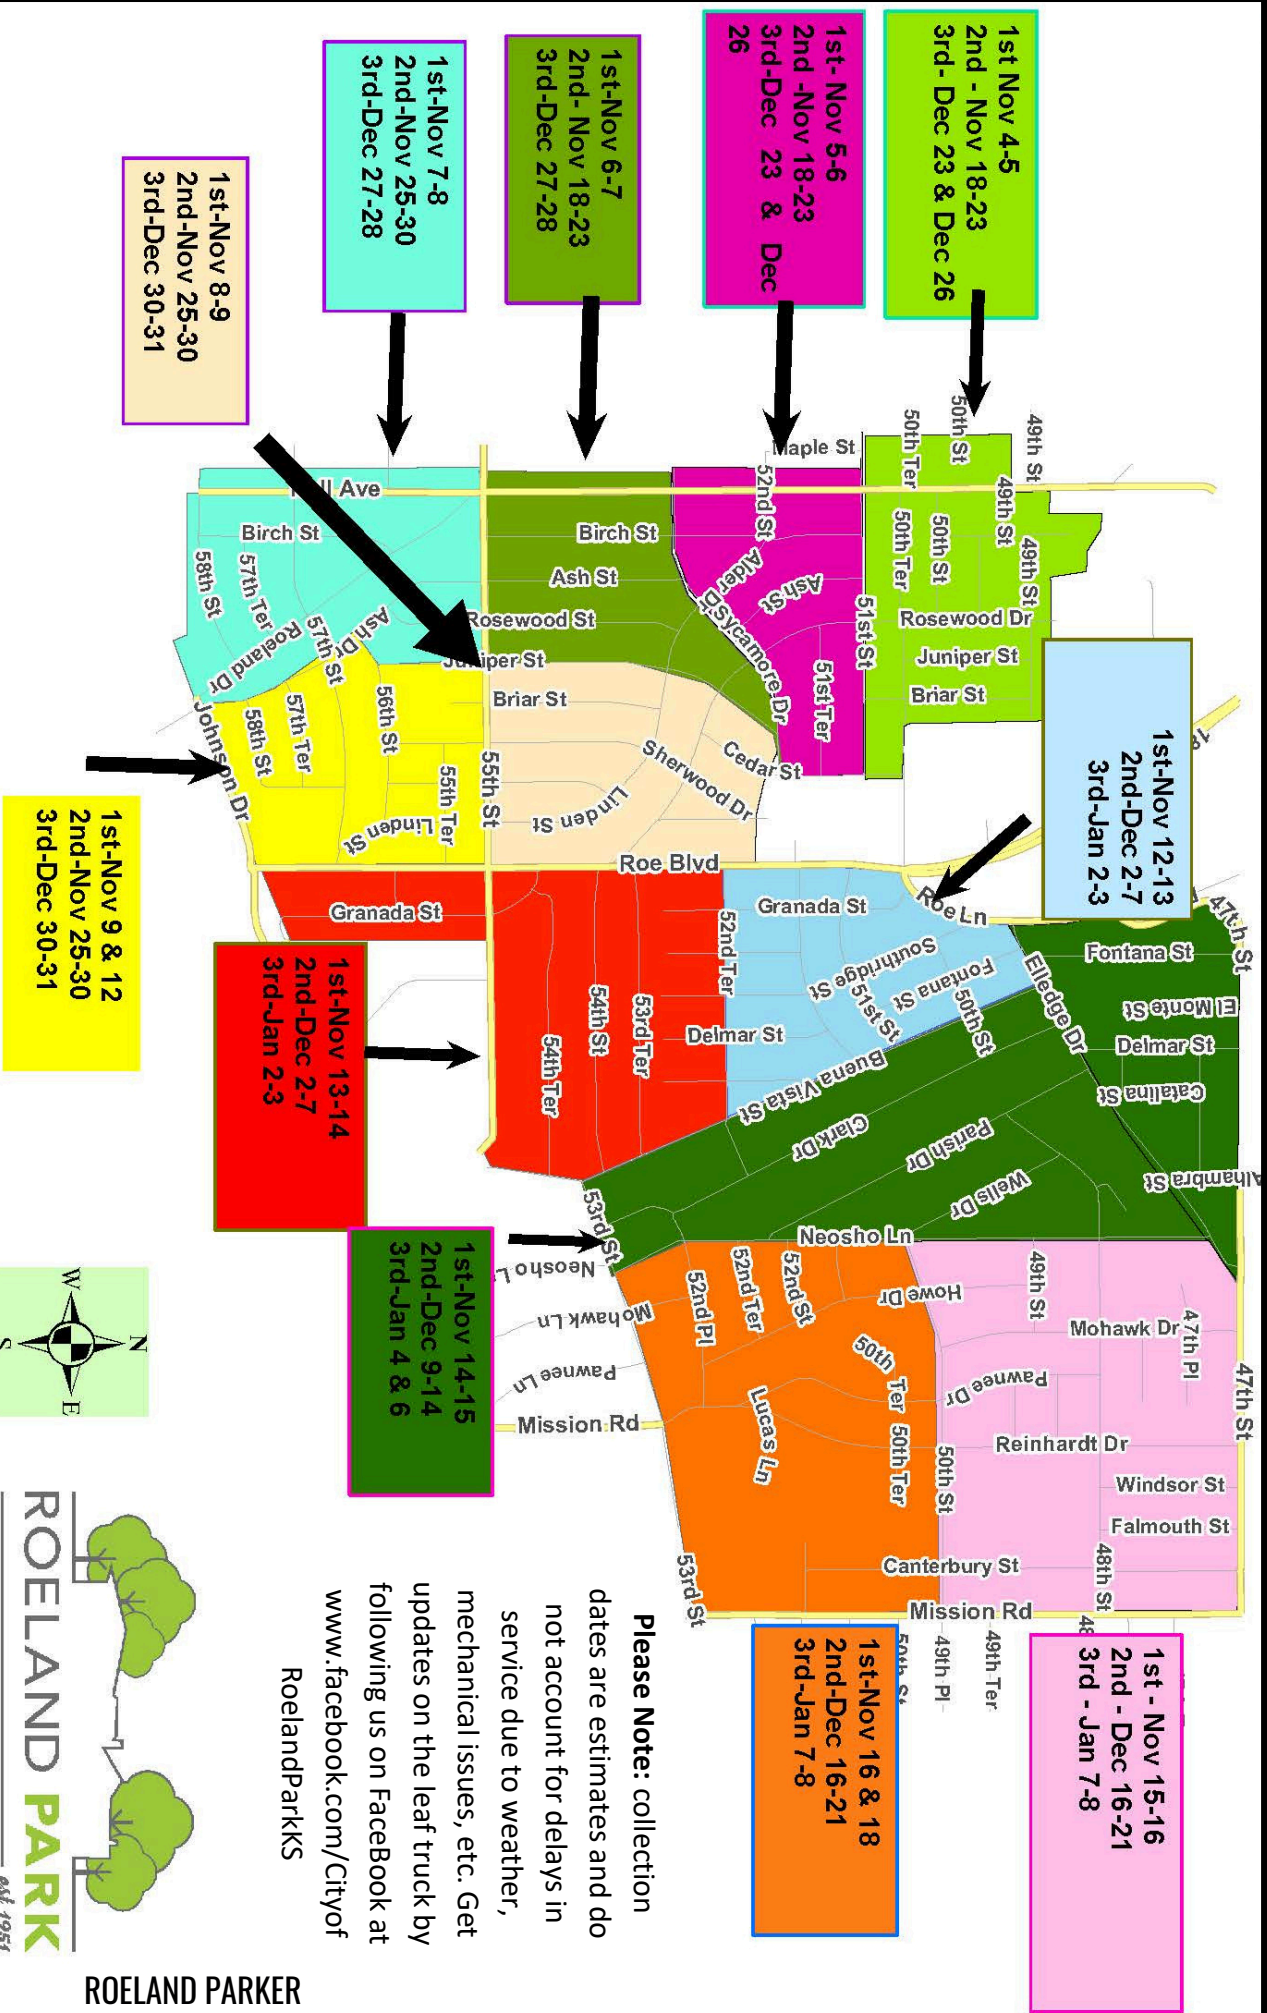 1st Nov 4-5
2nd - Nov 18-23
3rd- Dec 23 & Dec 26
1st- Nov 5-6
2nd -Nov 18-23
3rd-Dec 23 & Dec
26
1st-Nov 6-7
2nd- Nov 18-23
3rd-Dec 27-28
1st-Nov 7-8
2nd-Nov 25-30
3rd-Dec 27-28
1st-Nov 8-9
2nd-Nov 25-30
3rd-Dec 30-31
1st-Nov 9 & 12
2nd-Nov 25-30
3rd-Dec 30-31
1st-Nov 12-13
2nd-Dec 2-7
3rd-Jan 2-3
1st-Nov 13-14
2nd-Dec 2-7
3rd-Jan 2-3
1st-Nov 14-15
2nd-Dec 9-14
3rd-Jan 4 & 6
1st - Nov 15-16
2nd - Dec 16-21
3rd - Jan 7-8
1st-Nov 16 & 18
2nd-Dec 16-21
3rd-Jan 7-8
49th St
50th St
50th Ter
Maple St
49th St
49th St
50th St
50th Ter
Rosewood Dr
Juniper St
Briar St
51st St
52nd St
Alder Dr
Ash St
Sycamore Dr
51st Ter
Birch St
Ash St
Rosewood St
Juniper St
Briar St
Cedar St
Sherwood Dr
Linden St
55th St
Ave
Birch St
58th St
57th Ter
Roeland Dr
57th St
Ash Dr
Johnson Dr
58th St
57th Ter
56th St
55th Ter
Linden St
Roe Blvd
Roe Ln
Granada St
Granada St
52nd Ter
Southridge St
Fontana St
51st St
50th St
Delmar St
Buena Vista St
53rd Ter
54th St
54th Ter
47th St
Fontana St
Elledge Dr
El Monte St
Delmar St
Catalina St
Alhambra St
Clark Dr
Parish Dr
Wells Dr
53rd St
Neosho Ln
Mohawk Ln
Pawnee Ln
Mission Rd
Neosho Ln
52nd Pl
52nd Ter
52nd St
Howe Dr
49th St
Mohawk Dr
47th Pl
47th St
50th Ter
Pawnee Dr
Lucas Ln
50th Ter
50th St
Reinhardt Dr
Windsor St
Falmouth St
Canterbury St
48th St
53rd St
Mission Rd
50th St
49th Pl
49th Ter
W
N
S
E
Please Note: collection
dates are estimates and do
not account for delays in
service due to weather,
mechanical issues, etc. Get
updates on the leaf truck by
following us on FaceBook at
www.facebook.com/Cityof
RoelandParkKS
ROELAND PARK
est. 1951
ROELAND PARKER